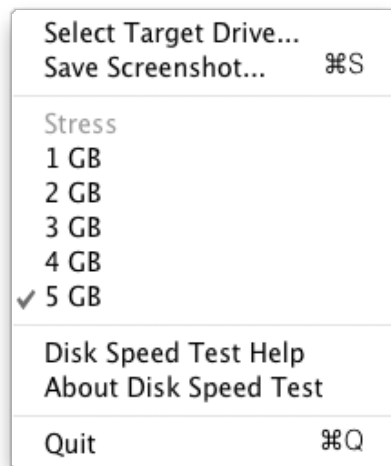 Select Target Drive...
Save Screenshot... ⌘S
Stress
1 GB
2 GB
3 GB
4 GB
✓ 5 GB
Disk Speed Test Help
About Disk Speed Test
Quit ⌘Q